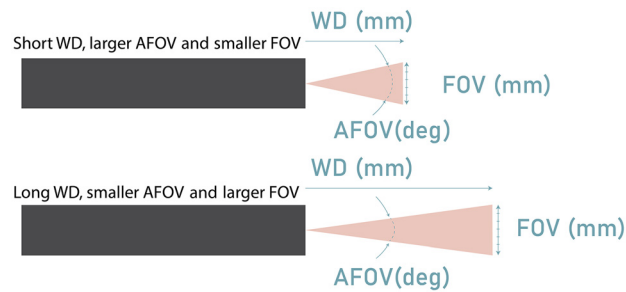 WD (mm)
Short WD, larger AFOV and smaller FOV
FOV (mm)
AFOV(deg)
WD (mm)
Long WD, smaller AFOV and larger FOV
FOV (mm)
AFOV(deg)